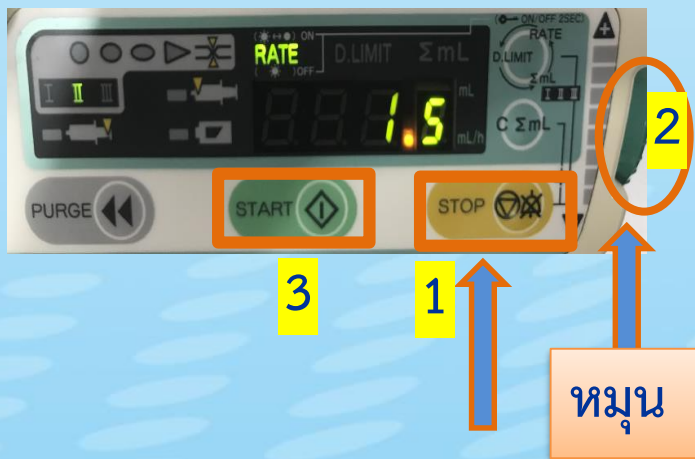 (☀↔●) ON
RATE D.LIMIT ΣmL
( ☀ )OFF
(⚷ ON/OFF 2SEC)
RATE
D.LIMIT
ΣmL
I II III
I II III
1.5
mL
mL/h
C ΣmL
2
PURGE
START
STOP
3
1
หมุน